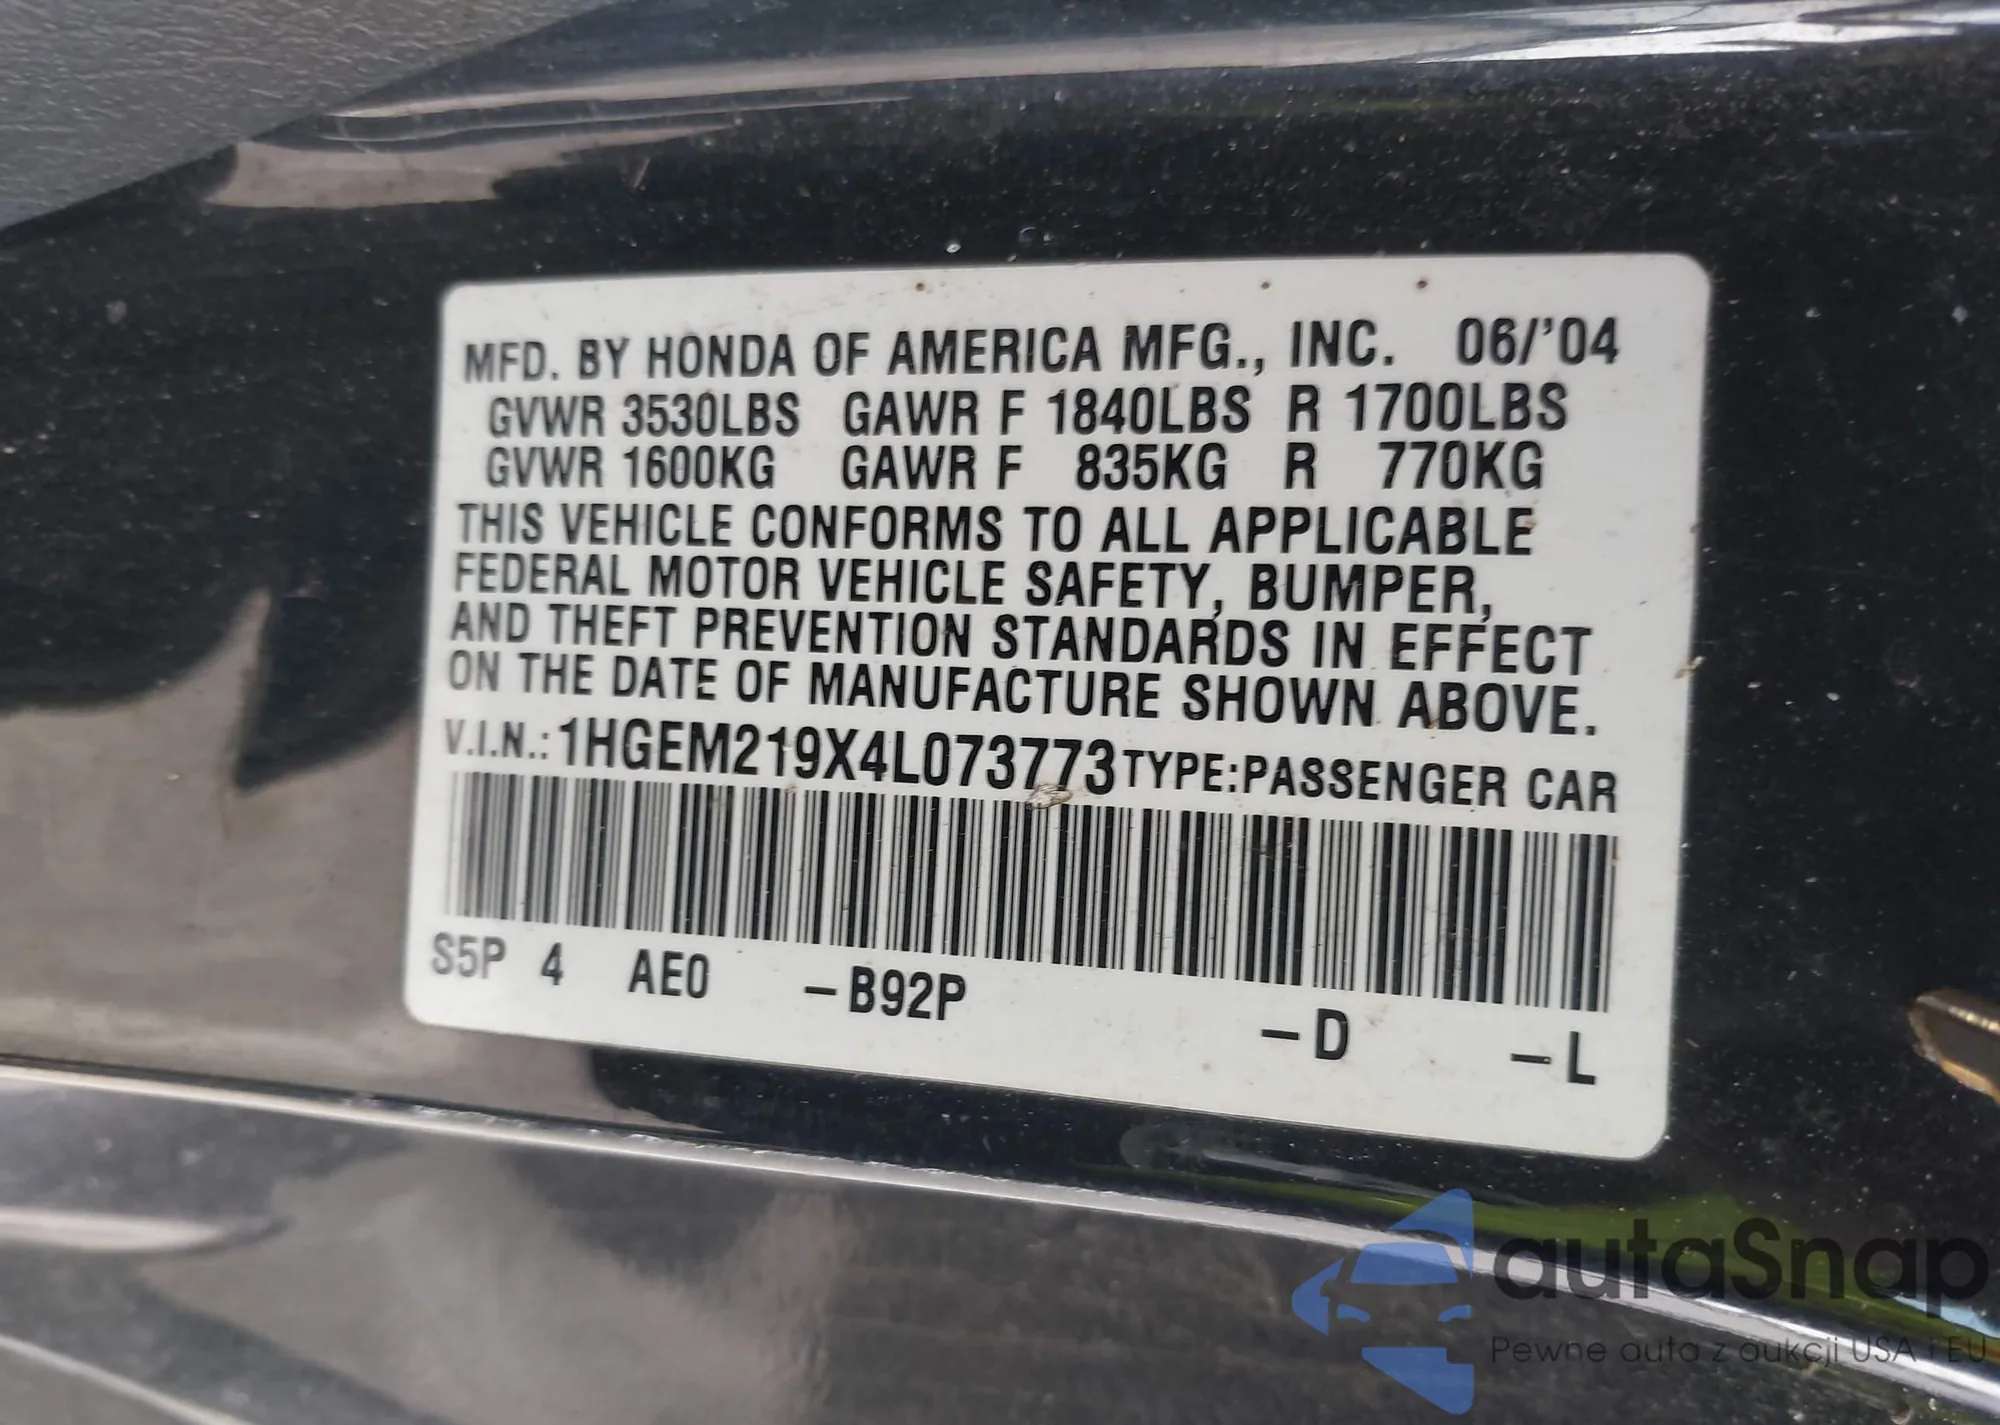 MFD. BY HONDA OF AMERICA MFG., INC. 06/'04
GVWR 3530LBS GAWR F 1840LBS R 1700LBS
GVWR 1600KG GAWR F 835KG R 770KG
THIS VEHICLE CONFORMS TO ALL APPLICABLE
FEDERAL MOTOR VEHICLE SAFETY, BUMPER,
AND THEFT PREVENTION STANDARDS IN EFFECT
ON THE DATE OF MANUFACTURE SHOWN ABOVE.
V.I.N.: 1HGEM219X4L073773 TYPE:PASSENGER CAR
S5P 4 AE0 –B92P –D –L
autaSnap
Pewne auta z aukcji USA i EU